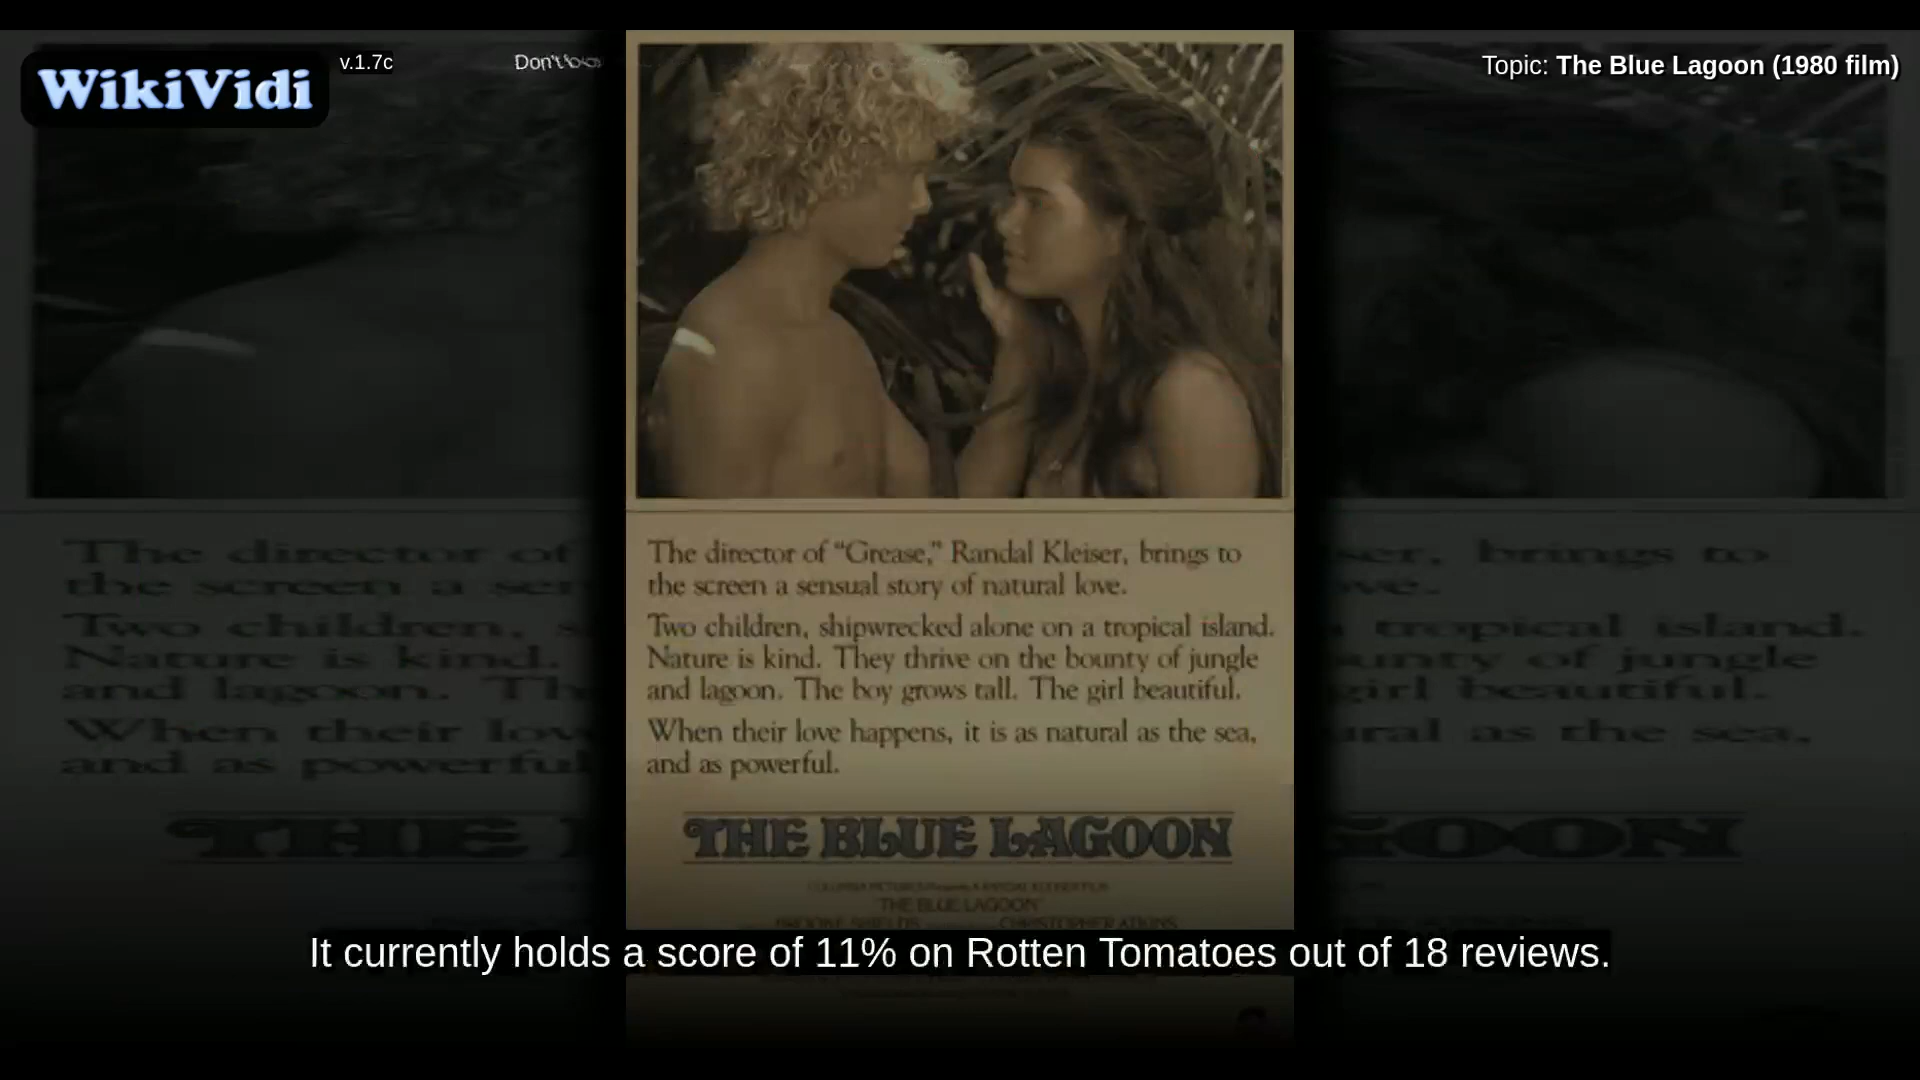 WikiVidi
v.1.7c
Topic: The Blue Lagoon (1980 film)
The director of “Grease,” Randal Kleiser, brings to
the screen a sensual story of natural love.
Two children, shipwrecked alone on a tropical island.
Nature is kind. They thrive on the bounty of jungle
and lagoon. The boy grows tall. The girl beautiful.
When their love happens, it is as natural as the sea,
and as powerful.
THE BLUE LAGOON
"THE BLUE LAGOON"
BROOKE SHIELDS
CHRISTOPHER ATKINS
It currently holds a score of 11% on Rotten Tomatoes out of 18 reviews.